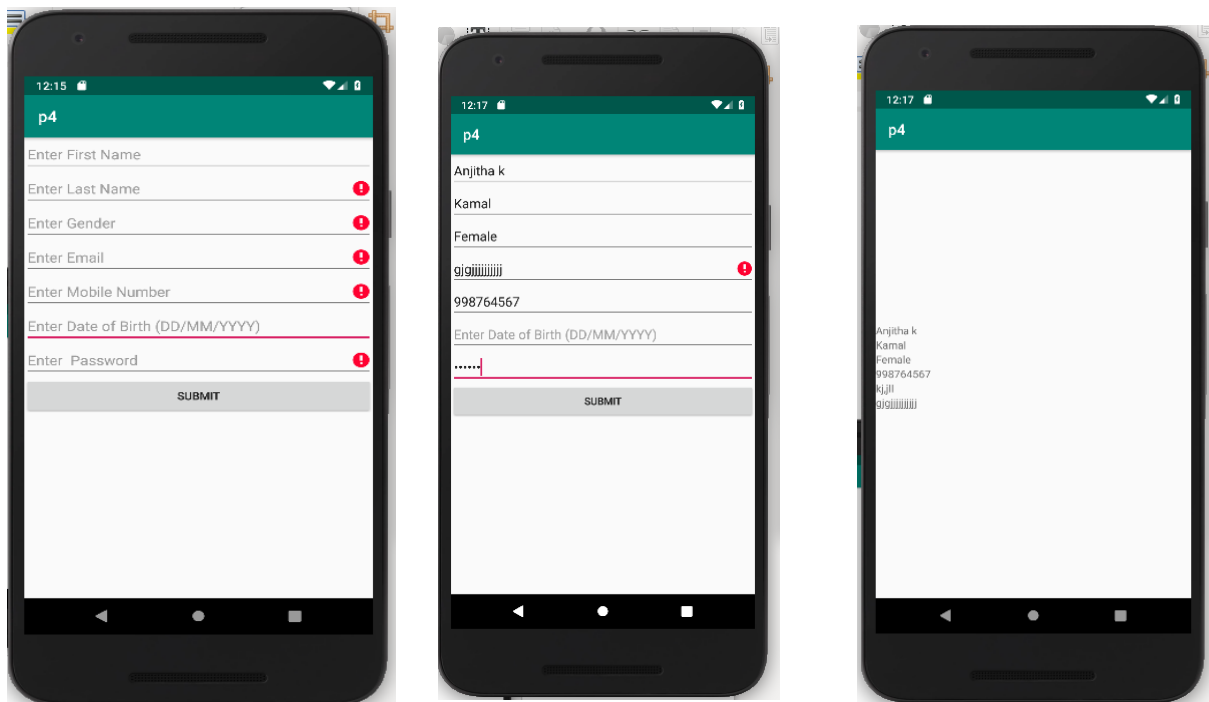 12:15
p4
Enter First Name
Enter Last Name
Enter Gender
Enter Email
Enter Mobile Number
Enter Date of Birth (DD/MM/YYYY)
Enter Password
SUBMIT
12:17
p4
Anjitha k
Kamal
Female
gjgjjjjjjjjjj
998764567
Enter Date of Birth (DD/MM/YYYY)
••••••
SUBMIT
12:17
p4
Anjitha k
Kamal
Female
998764567
kj,jll
gjgjjjjjjjjjj